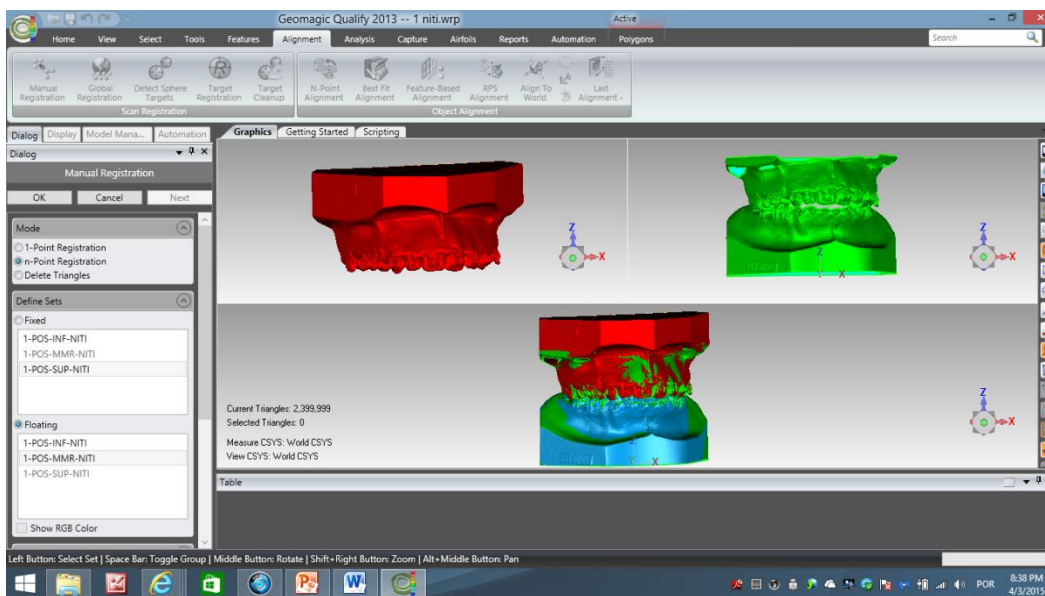 Geomagic Qualify 2013 -- 1 niti.wrp
Active
Home View Select Tools Features Alignment Analysis Capture Airfoils Reports Automation Polygons
Search
Manual Registration
Global Registration
Detect Sphere Targets
Target Registration
Target Cleanup
N-Point Alignment
Best Fit Alignment
Feature-Based Alignment
RPS Alignment
Align To World
Last Alignment
Scan Registration
Object Alignment
Dialog Display Model Mana... Automation
Graphics Getting Started Scripting
Dialog
Manual Registration
OK Cancel Next
Mode
1-Point Registration
n-Point Registration
Delete Triangles
Define Sets
Fixed
1-POS-INF-NITI
1-POS-MMR-NITI
1-POS-SUP-NITI
Floating
1-POS-INF-NITI
1-POS-MMR-NITI
1-POS-SUP-NITI
Show RGB Color
Z
X
Z
X
Z
Y X
Current Triangles: 2,399,999
Selected Triangles: 0
Measure CSYS: World CSYS
View CSYS: World CSYS
Z
X
Z
Y X
Table
Left Button: Select Set | Space Bar: Toggle Group | Middle Button: Rotate | Shift+Right Button: Zoom | Alt+Middle Button: Pan
POR
8:38 PM
4/3/2015